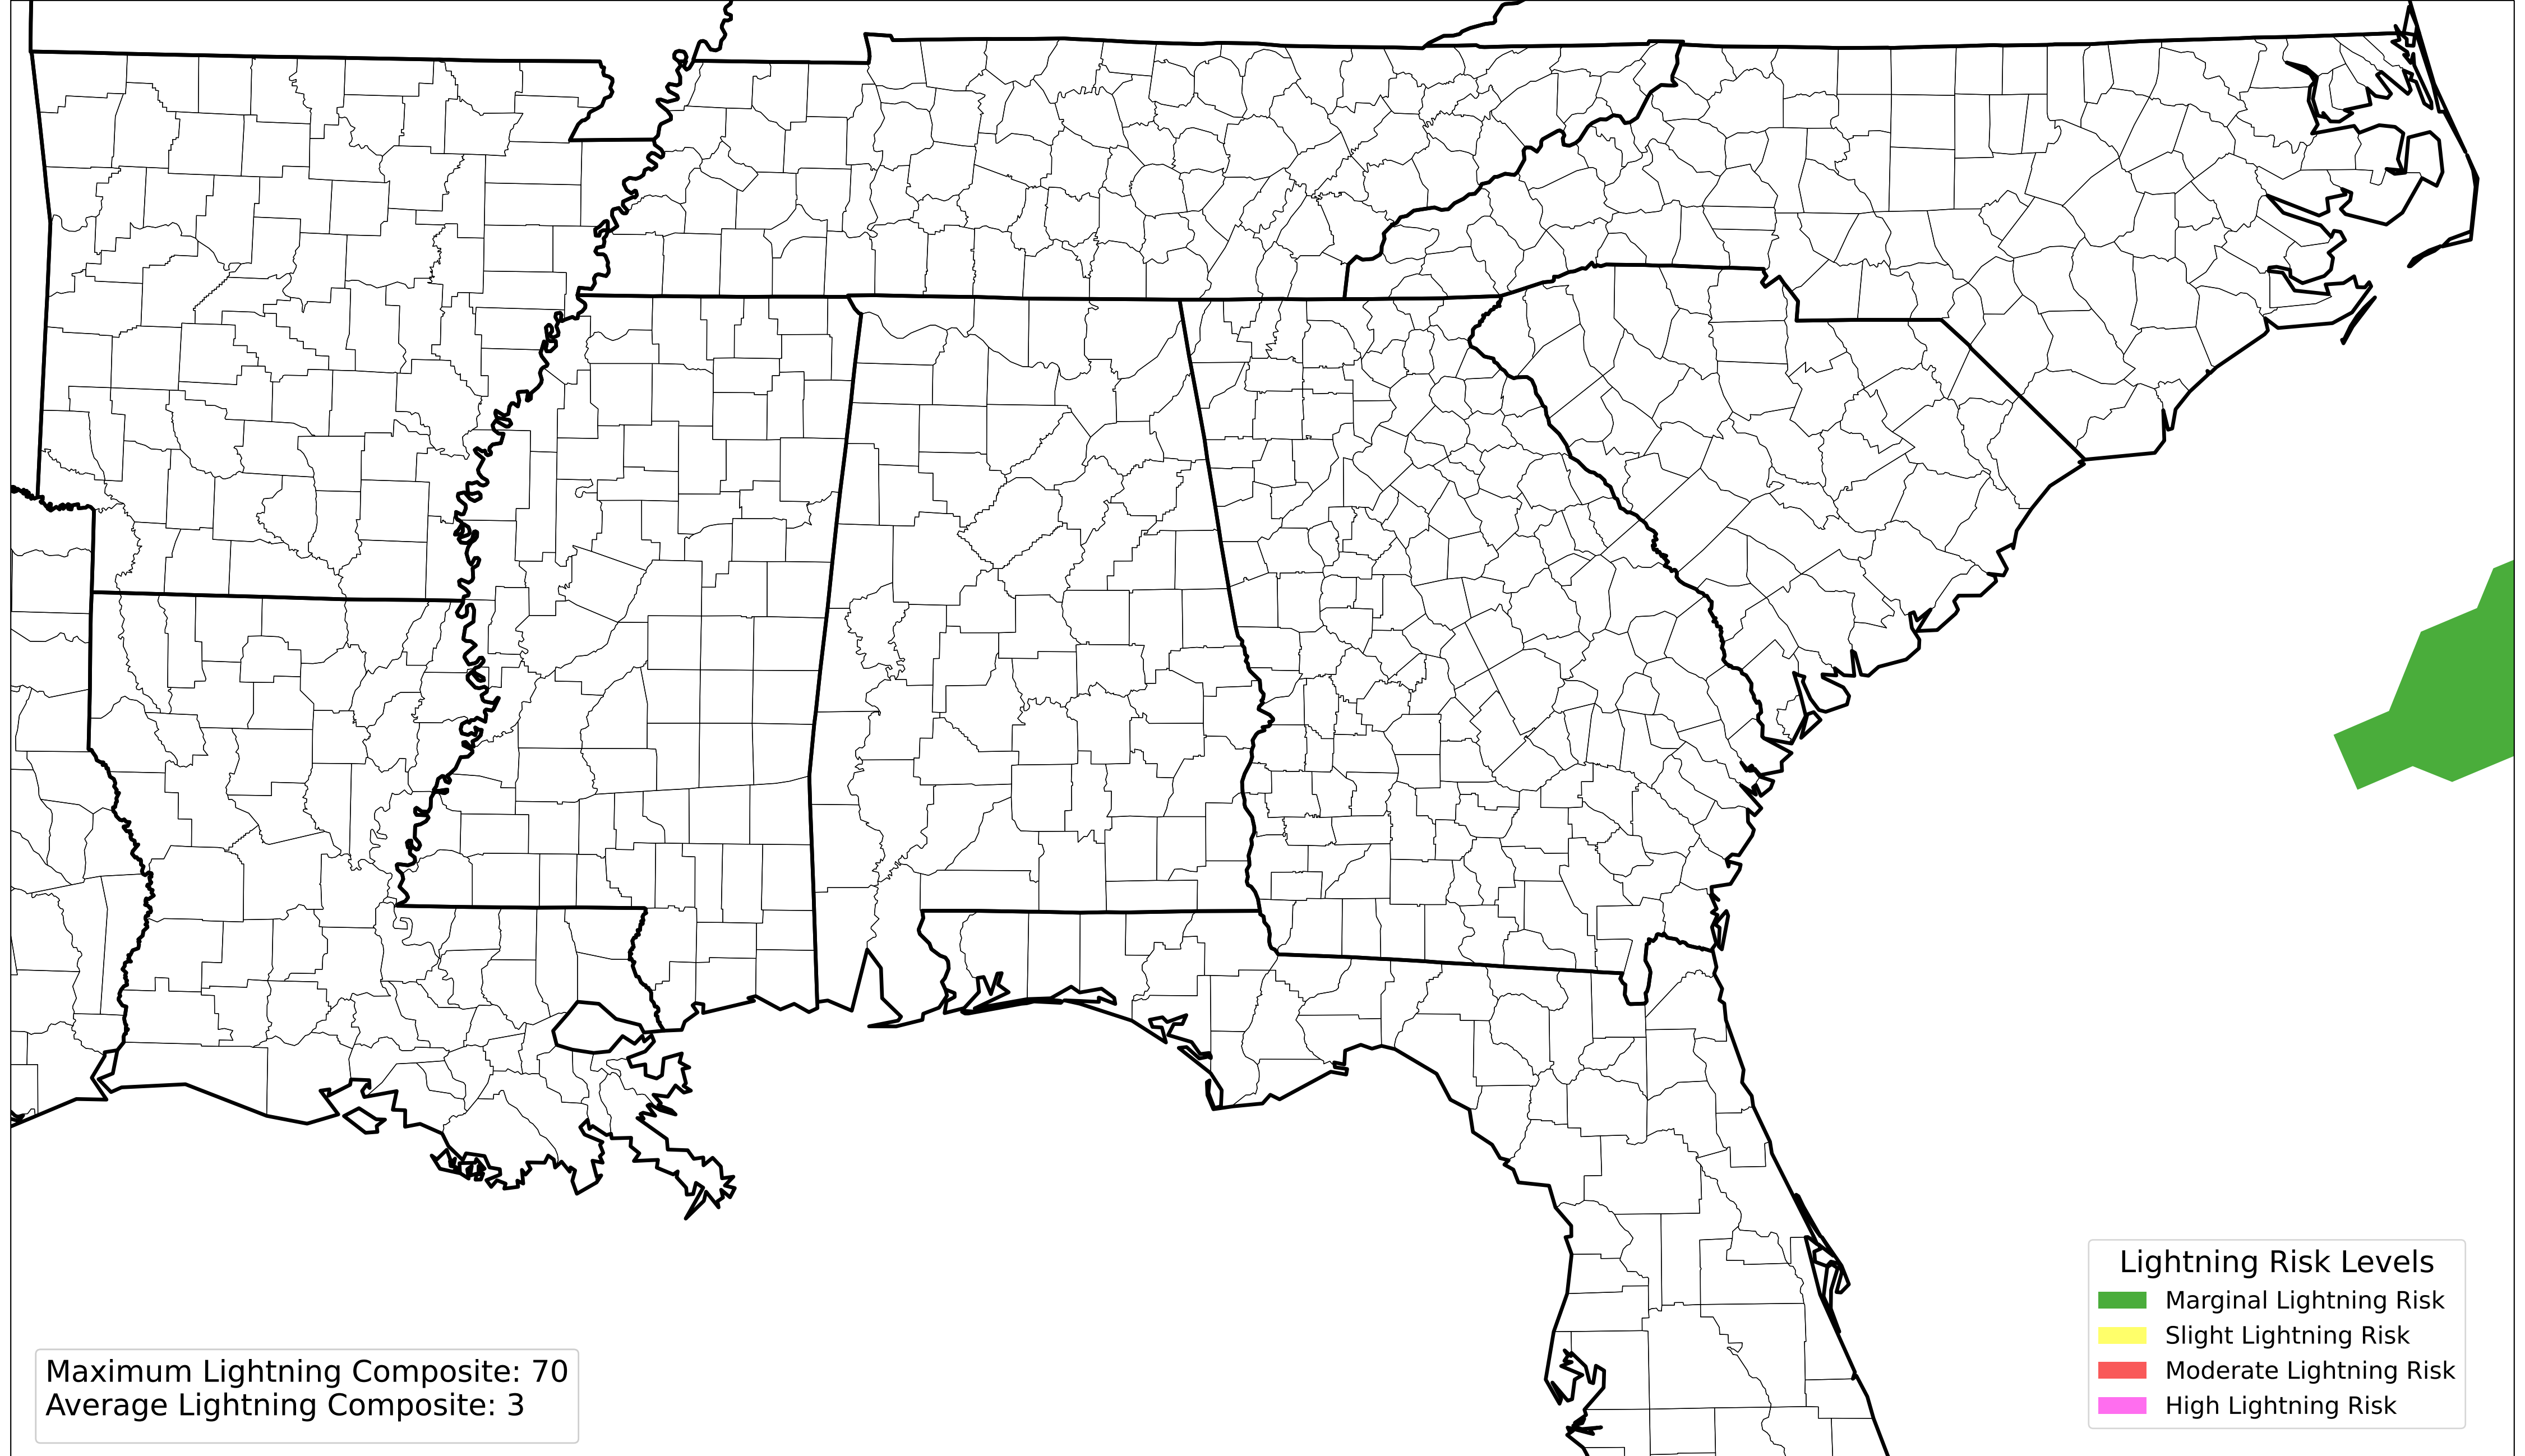 Lightning Risk Levels
Marginal Lightning Risk
Slight Lightning Risk
Moderate Lightning Risk
High Lightning Risk
Maximum Lightning Composite: 70
Average Lightning Composite: 3